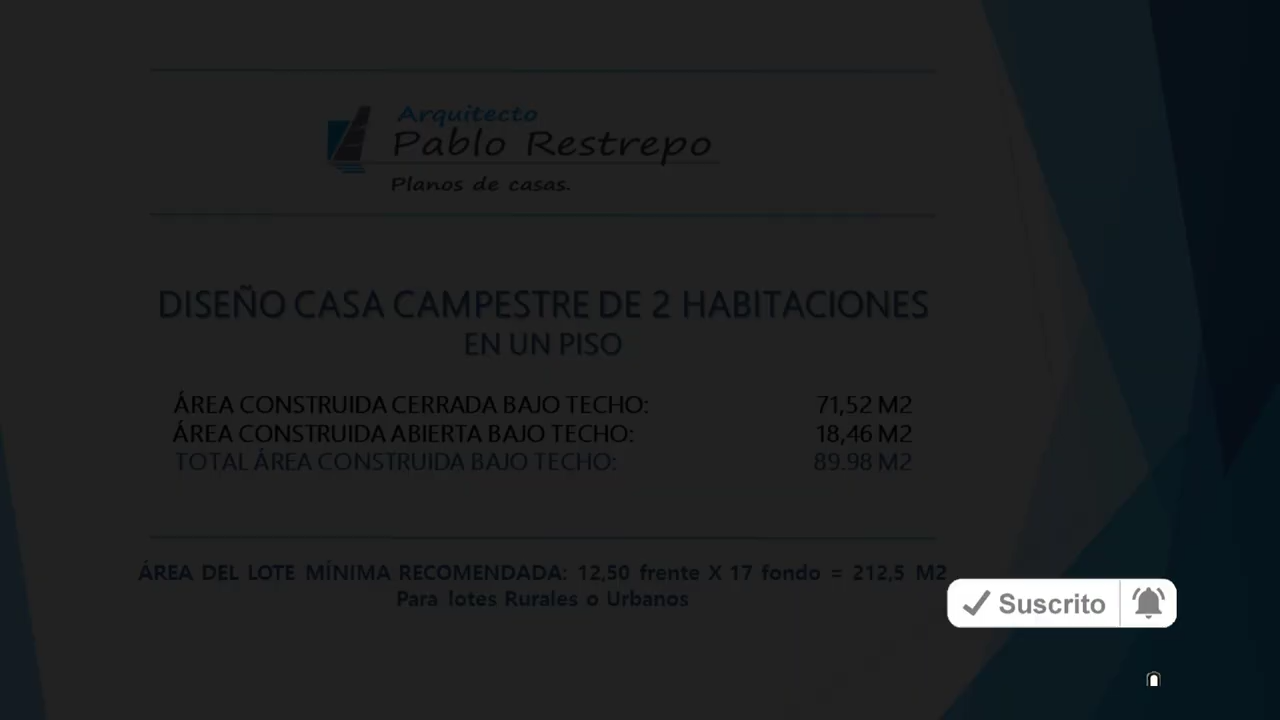 Arquitecto
Pablo Restrepo
Planos de casas.
DISEÑO CASA CAMPESTRE DE 2 HABITACIONES
EN UN PISO
ÁREA CONSTRUIDA CERRADA BAJO TECHO: 71,52 M2
ÁREA CONSTRUIDA ABIERTA BAJO TECHO: 18,46 M2
TOTAL ÁREA CONSTRUIDA BAJO TECHO: 89.98 M2
ÁREA DEL LOTE MÍNIMA RECOMENDADA: 12,50 frente X 17 fondo = 212,5 M2
Para lotes Rurales o Urbanos
Suscrito